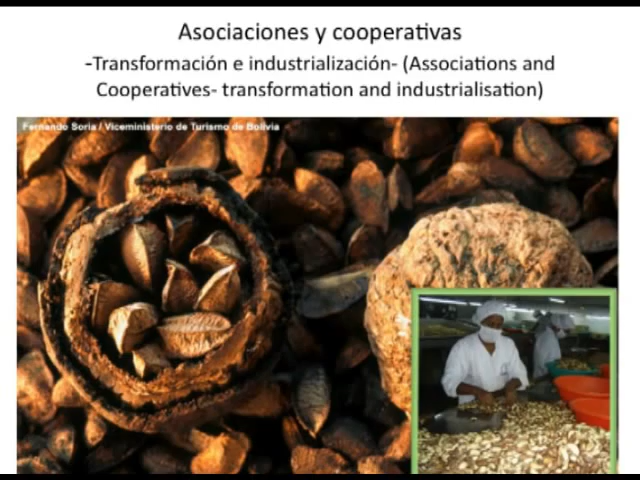 Asociaciones y cooperativas
-Transformación e industrialización- (Associations and
Cooperatives- transformation and industrialisation)
Fernando Soria / Viceministerio de Turismo de Bolivia